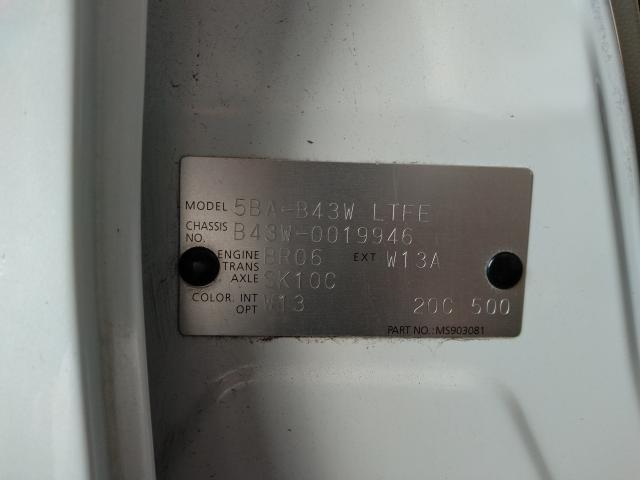 MODEL 5BA-B43W LTFE
CHASSIS NO. B43W-0019946
ENGINE BR06 EXT W13A
TRANS AXLE SK10C
COLOR: INT W13
OPT 20C 500
PART NO.: MS903081